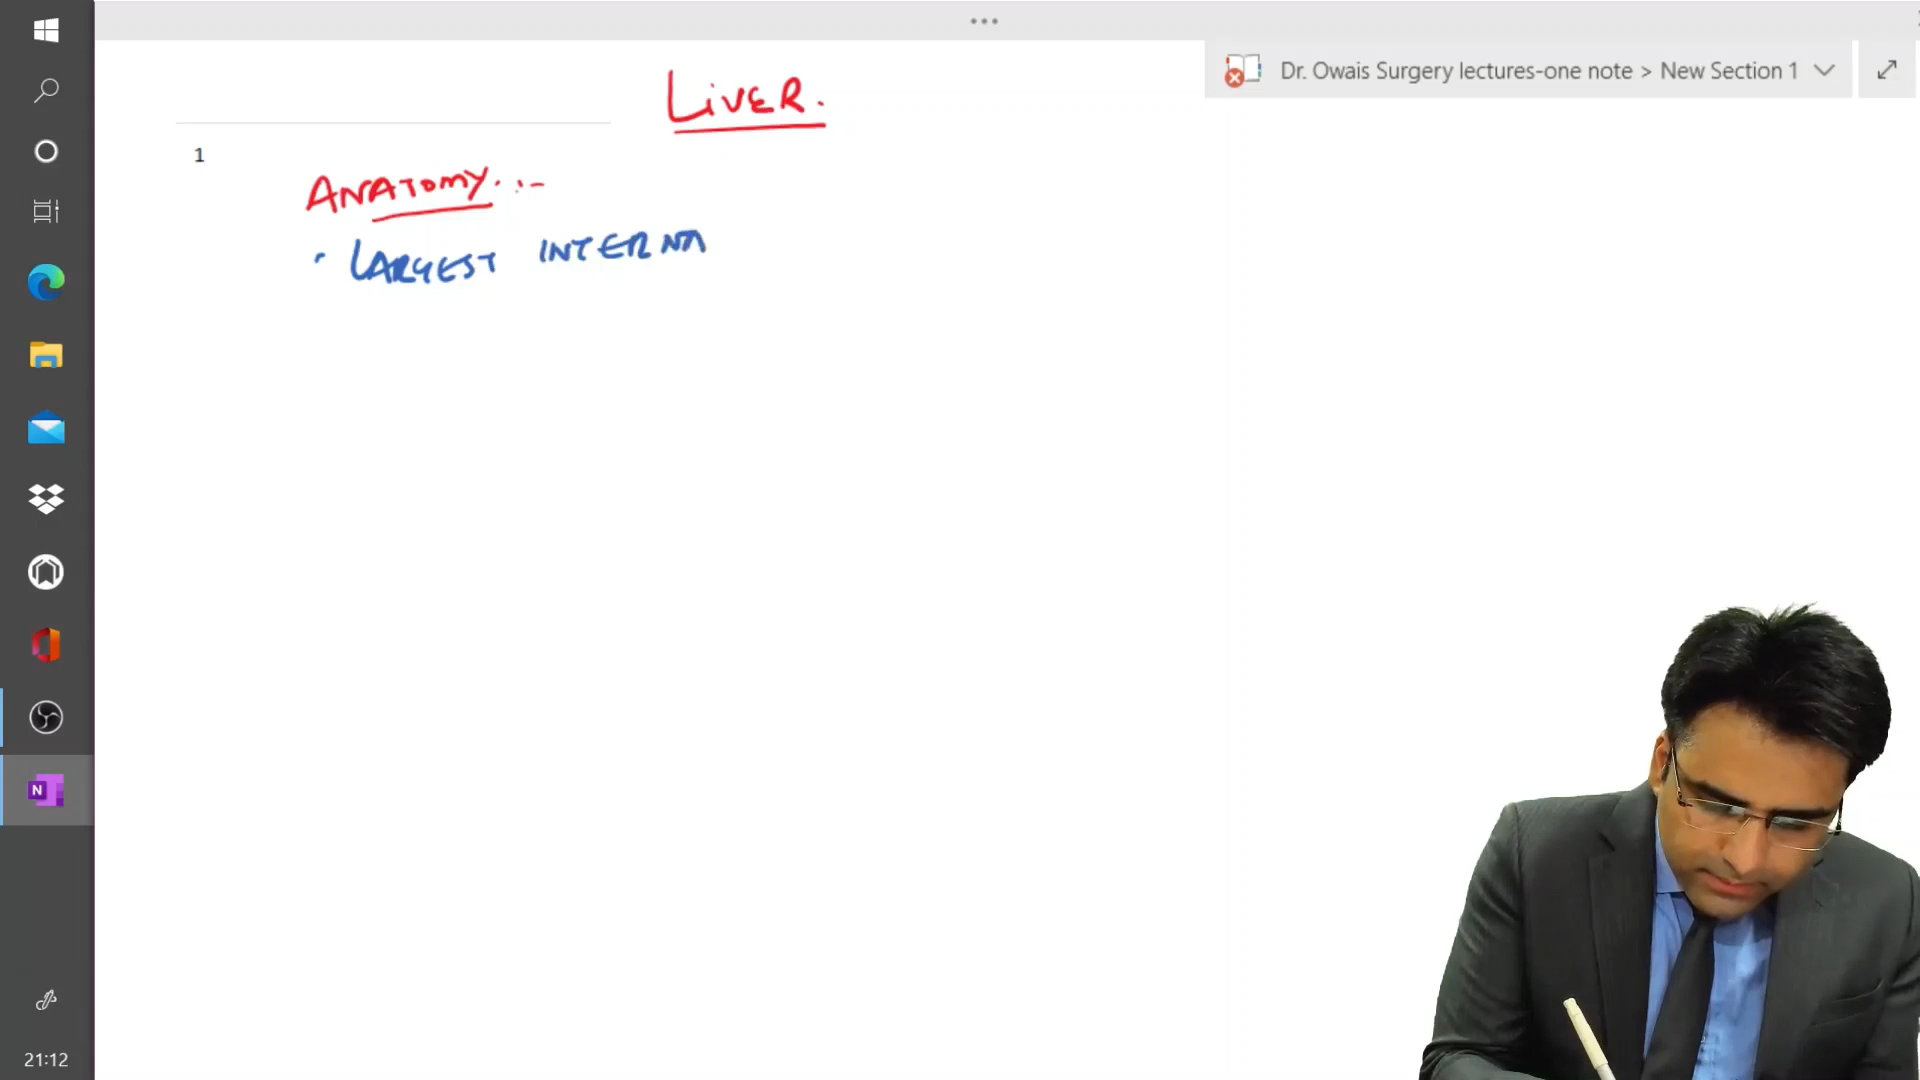 Dr. Owais Surgery lectures-one note > New Section 1
LIVER.
1
ANATOMY..:-
· LARGEST INTERNA
N
21:12